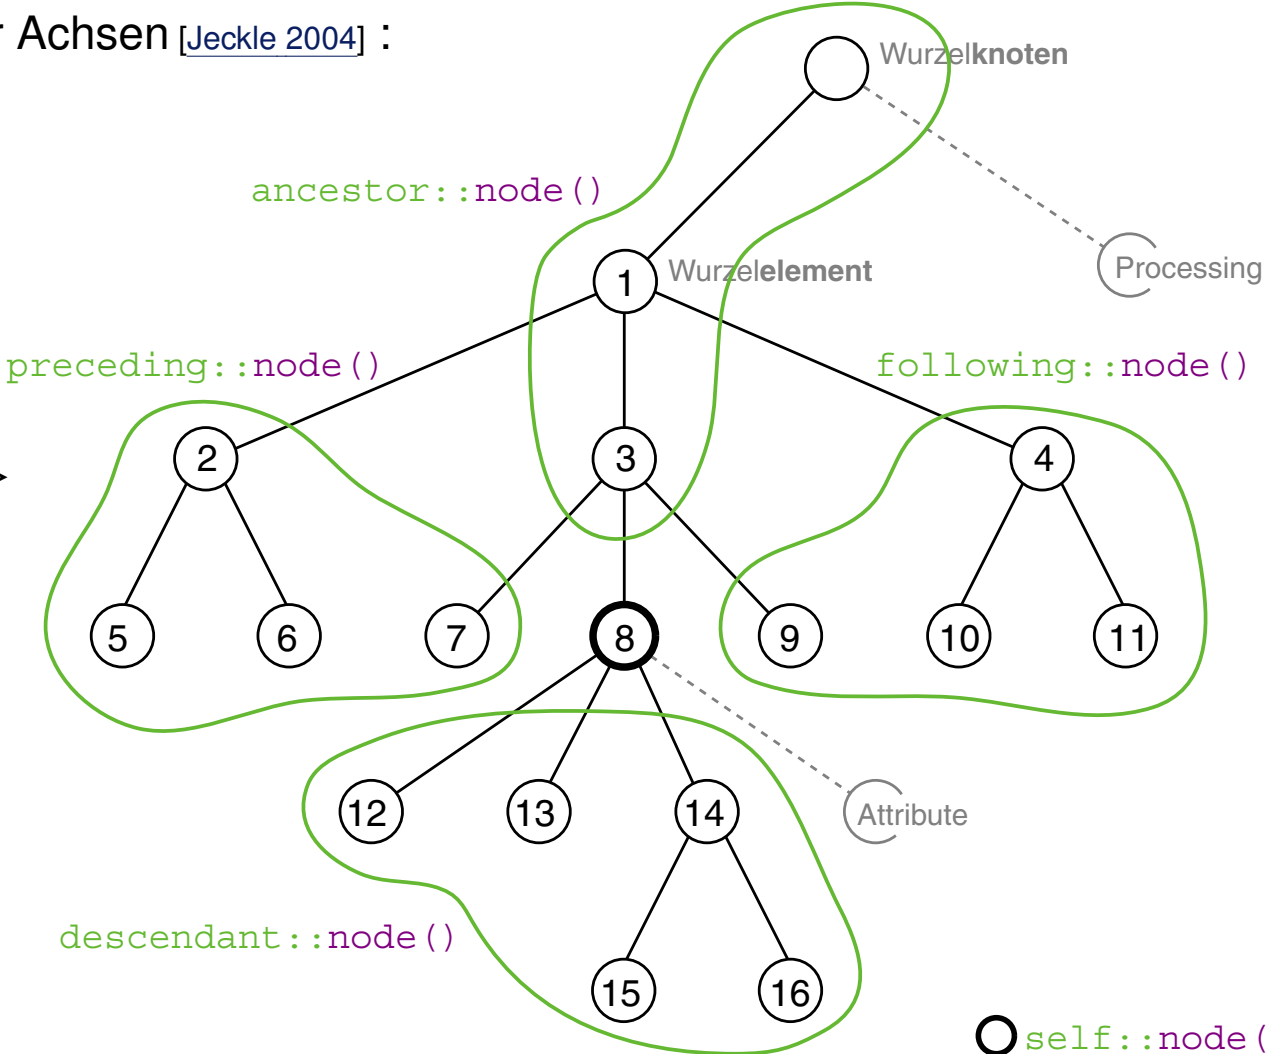 r Achsen [Jeckle 2004] :
Wurzelknoten
ancestor::node()
1
Wurzelelement
Processing
preceding::node()
following::node()
2
3
4
5
6
7
8
9
10
11
12
13
14
Attribute
descendant::node()
15
16
self::node(